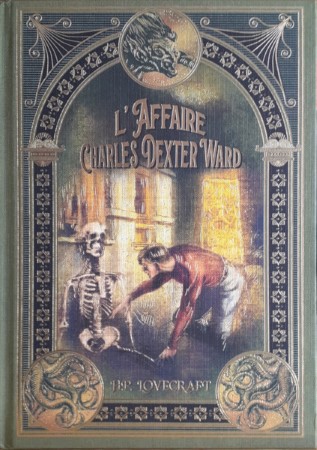 L'AFFAIRE
CHARLES DEXTER WARD
H.P. LOVECRAFT